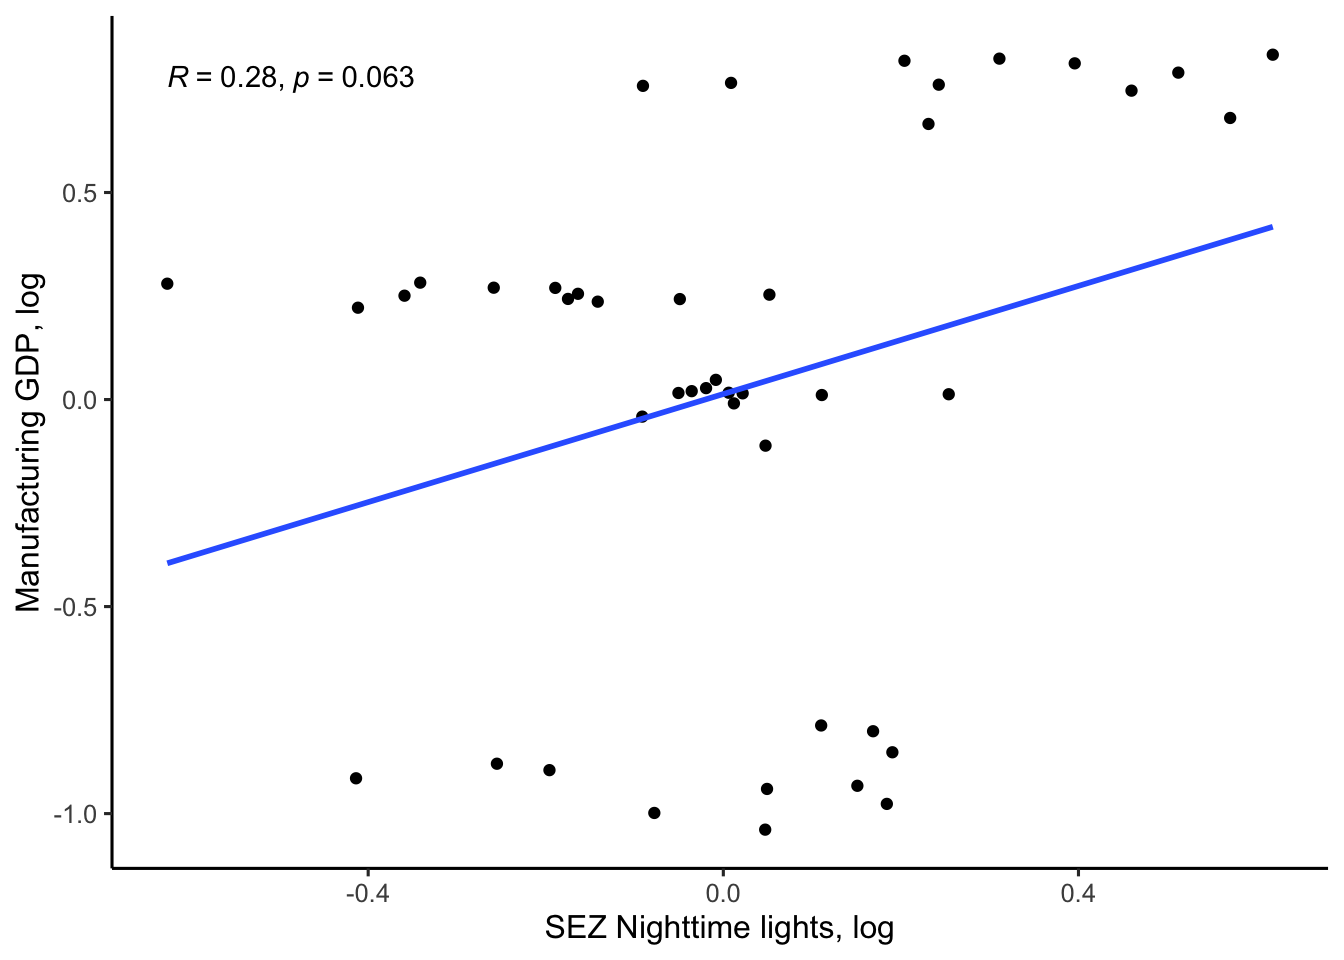 R = 0.28, p = 0.063
0.5
0.0
-0.5
-1.0
Manufacturing GDP, log
-0.4 0.0 0.4
SEZ Nighttime lights, log